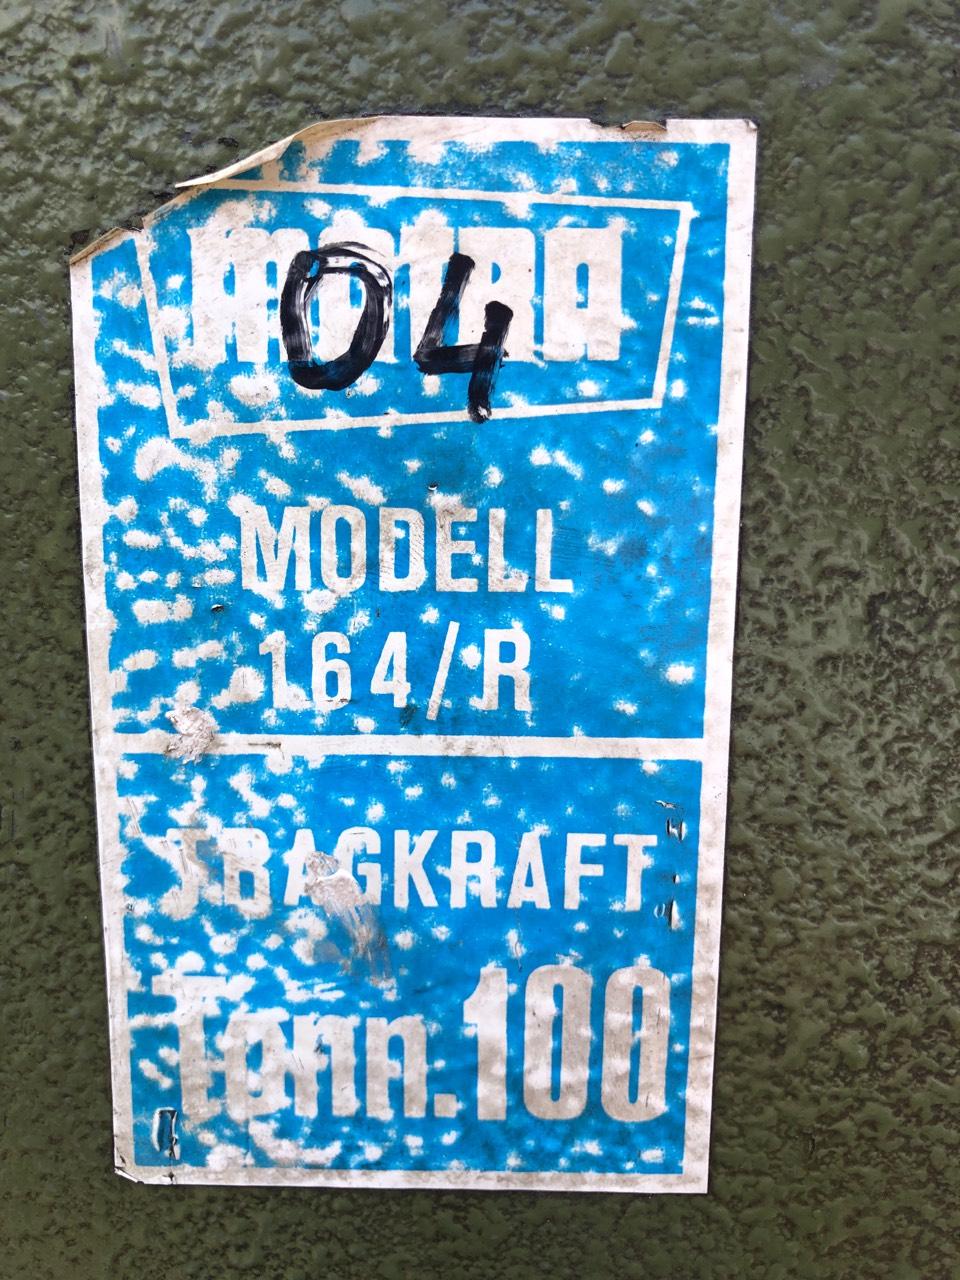 04
MODELL
164/R
TRAGKRAFT
Tonn.100